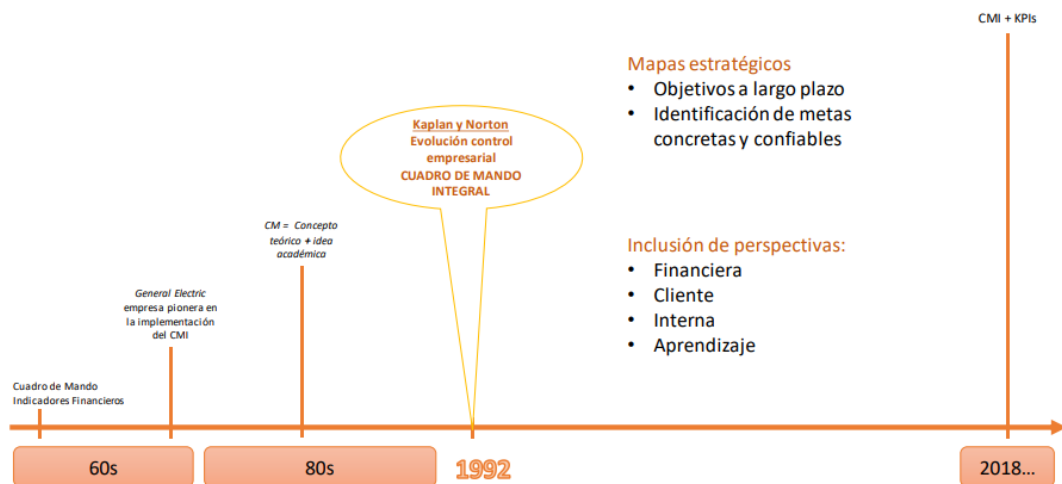 CMI + KPIs
Mapas estratégicos
• Objetivos a largo plazo
• Identificación de metas
concretas y confiables
Kaplan y Norton
Evolución control
empresarial
CUADRO DE MANDO
INTEGRAL
CM = Concepto
teórico + idea
académica
Inclusión de perspectivas:
• Financiera
• Cliente
• Interna
• Aprendizaje
General Electric
empresa pionera en
la implementación
del CMI
Cuadro de Mando
Indicadores Financieros
60s
80s
1992
2018...